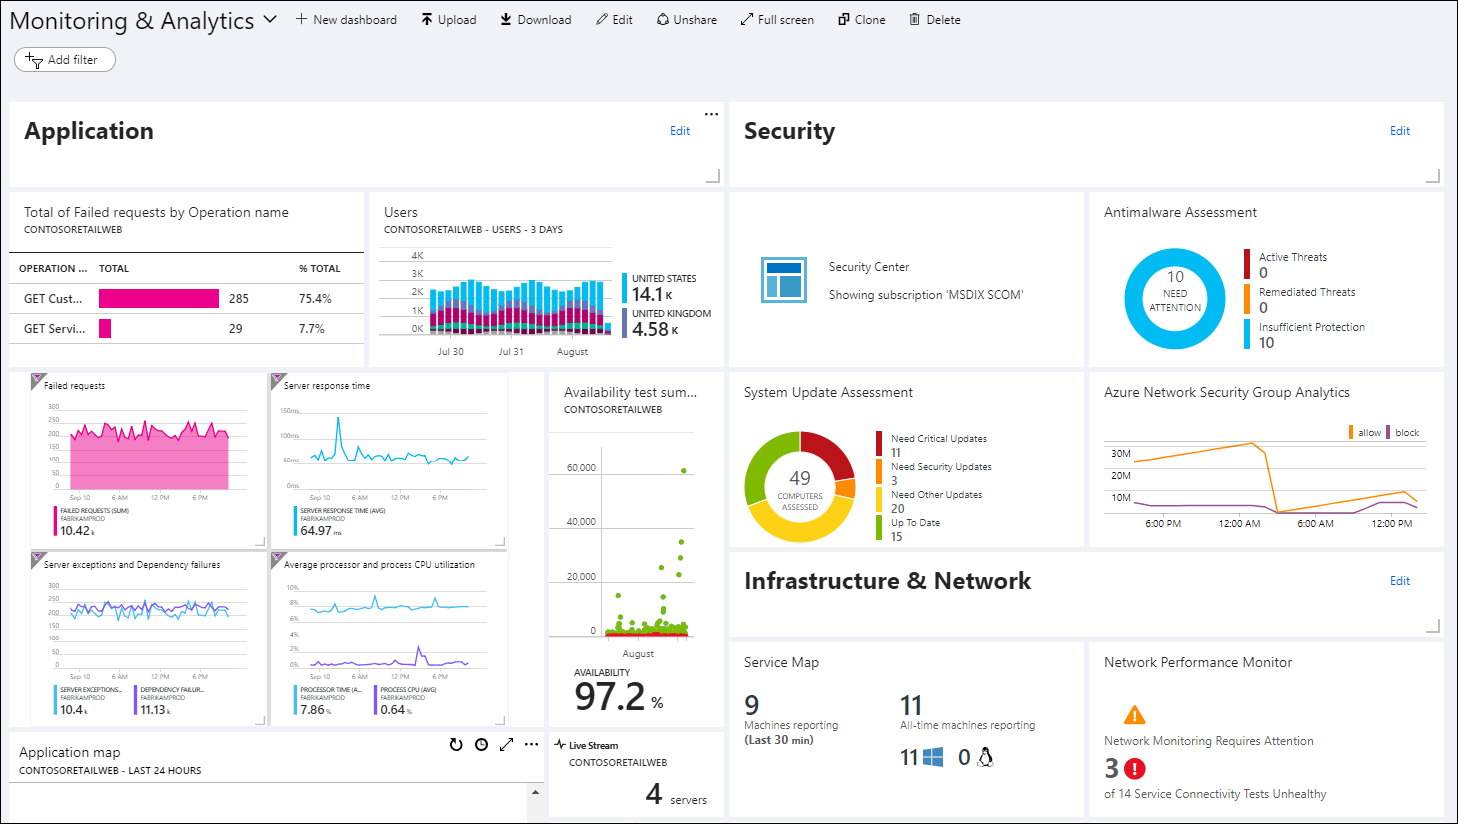 Monitoring & Analytics
New dashboard
Upload
Download
Edit
Unshare
Full screen
Clone
Delete
Add filter
Application
Edit
Security
Edit
Total of Failed requests by Operation name
CONTOSORETAILWEB
OPERATION ... TOTAL % TOTAL
GET Cust... 285 75.4%
GET Servi... 29 7.7%
Users
CONTOSORETAILWEB - USERS - 3 DAYS
4K
3K
2K
1K
0K
Jul 30 Jul 31 August
UNITED STATES
14.1 K
UNITED KINGDOM
4.58 K
Security Center
Showing subscription 'MSDIX SCOM'
Antimalware Assessment
10
NEED
ATTENTION
Active Threats
0
Remediated Threats
0
Insufficient Protection
10
Failed requests
300
250
200
150
100
50
0
Sep 10 6 AM 12 PM 6 PM
FAILED REQUESTS (SUM)
FABRIKAMPROD
10.42 k
Server response time
150ms
100ms
50ms
0ms
Sep 10 6 AM 12 PM 6 PM
SERVER RESPONSE TIME (AVG)
FABRIKAMPROD
64.97 ms
Server exceptions and Dependency failures
300
250
200
150
100
50
0
Sep 10 6 AM 12 PM 6 PM
SERVER EXCEPTIONS...
FABRIKAMPROD
10.4 k
DEPENDENCY FAILUR...
FABRIKAMPROD
11.13 k
Average processor and process CPU utilization
10%
8%
6%
4%
2%
0%
Sep 10 6 AM 12 PM 6 PM
PROCESSOR TIME (A...
FABRIKAMPROD
7.86 %
PROCESS CPU (AVG)
FABRIKAMPROD
0.64 %
Availability test sum...
CONTOSORETAILWEB
60,000
40,000
20,000
0
August
AVAILABILITY
97.2 %
System Update Assessment
49
COMPUTERS
ASSESSED
Need Critical Updates
11
Need Security Updates
3
Need Other Updates
20
Up To Date
15
Azure Network Security Group Analytics
allow block
30M
20M
10M
6:00 PM 12:00 AM 6:00 AM 12:00 PM
Infrastructure & Network
Edit
Service Map
9
Machines reporting
(Last 30 min)
11
All-time machines reporting
11 0
Network Performance Monitor
Network Monitoring Requires Attention
3
of 14 Service Connectivity Tests Unhealthy
Application map
CONTOSORETAILWEB - LAST 24 HOURS
Live Stream
CONTOSORETAILWEB
4 servers